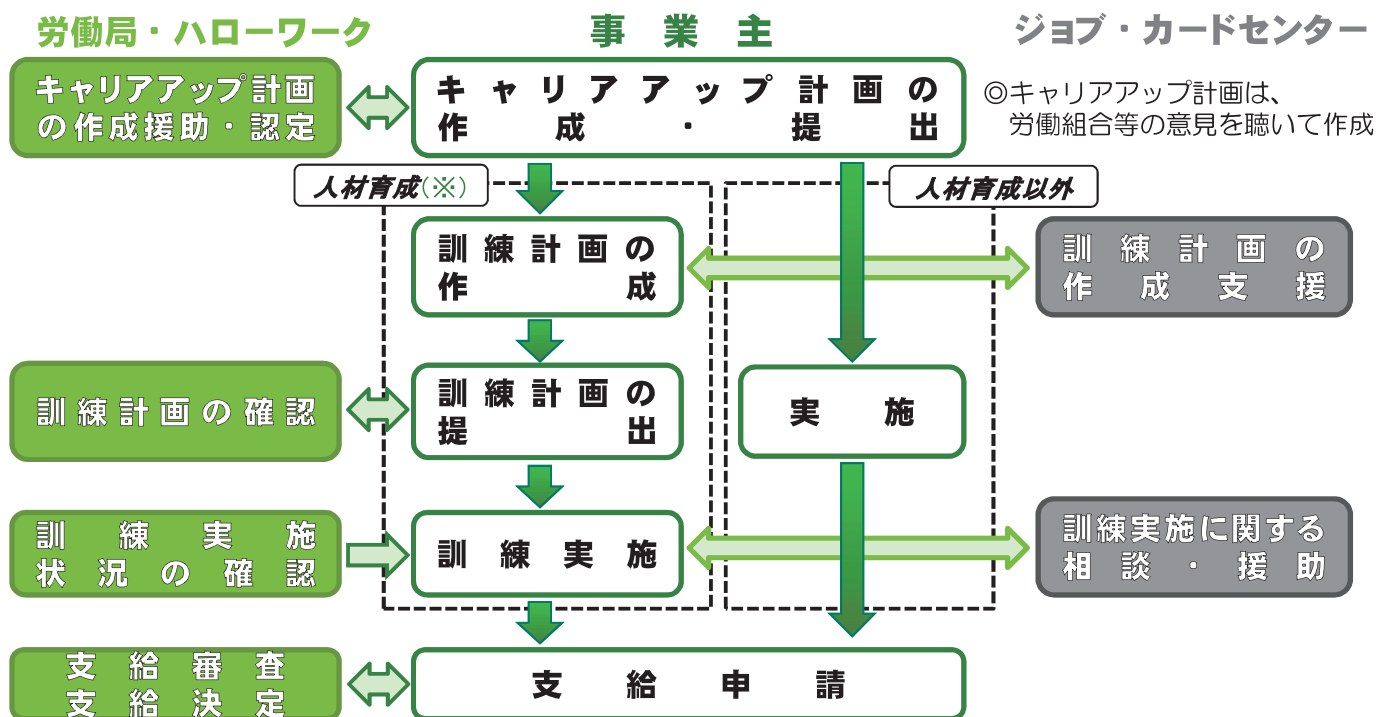 労働局・ハローワーク
事業主
ジョブ・カードセンター
キャリアアップ計画
の作成援助・認定
キャリアアップ計画の
作成・提出
◎キャリアアップ計画は、
労働組合等の意見を聴いて作成
人材育成(※)
人材育成以外
訓練計画の
作成
訓練計画の
作成支援
訓練計画の確認
訓練計画の
提出
実施
訓練実施
状況の確認
訓練実施
訓練実施に関する
相談・援助
支給審査
支給決定
支給申請